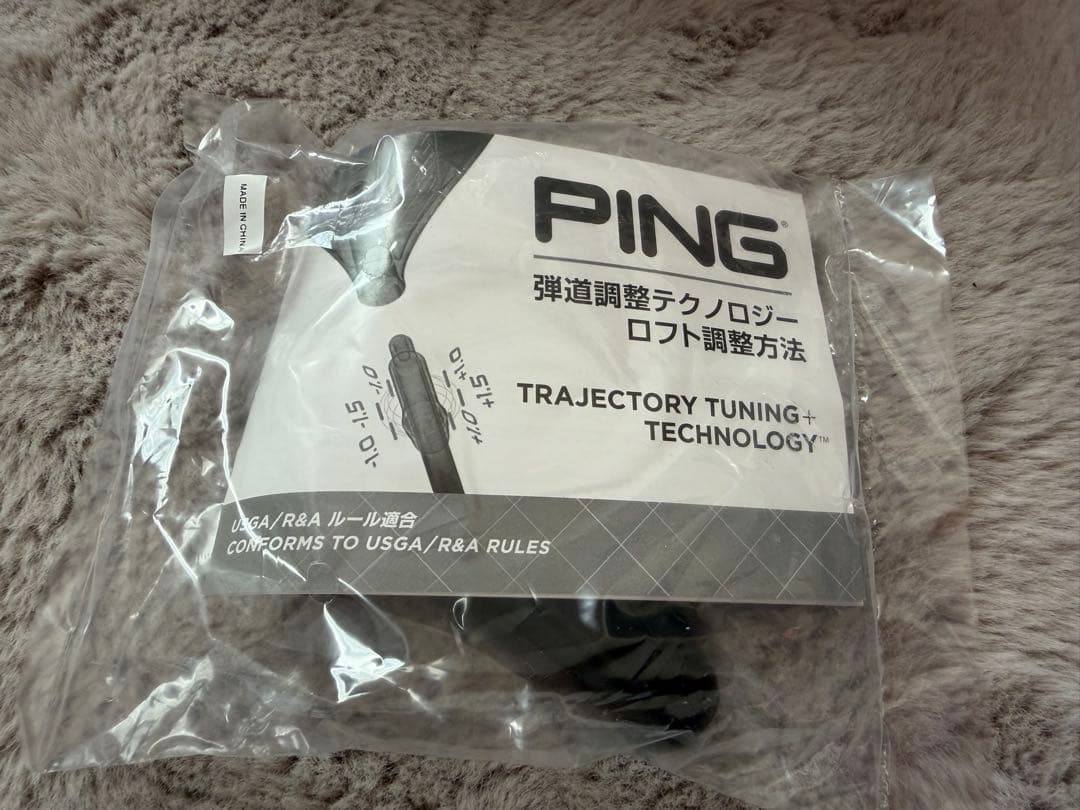 MADE IN CHINA
PING®
弾道調整テクノロジー
ロフト調整方法
TRAJECTORY TUNING+
TECHNOLOGY™
+1.5
+1.0
-1.5
-1.0
USGA/R&A ルール適合
CONFORMS TO USGA/R&A RULES